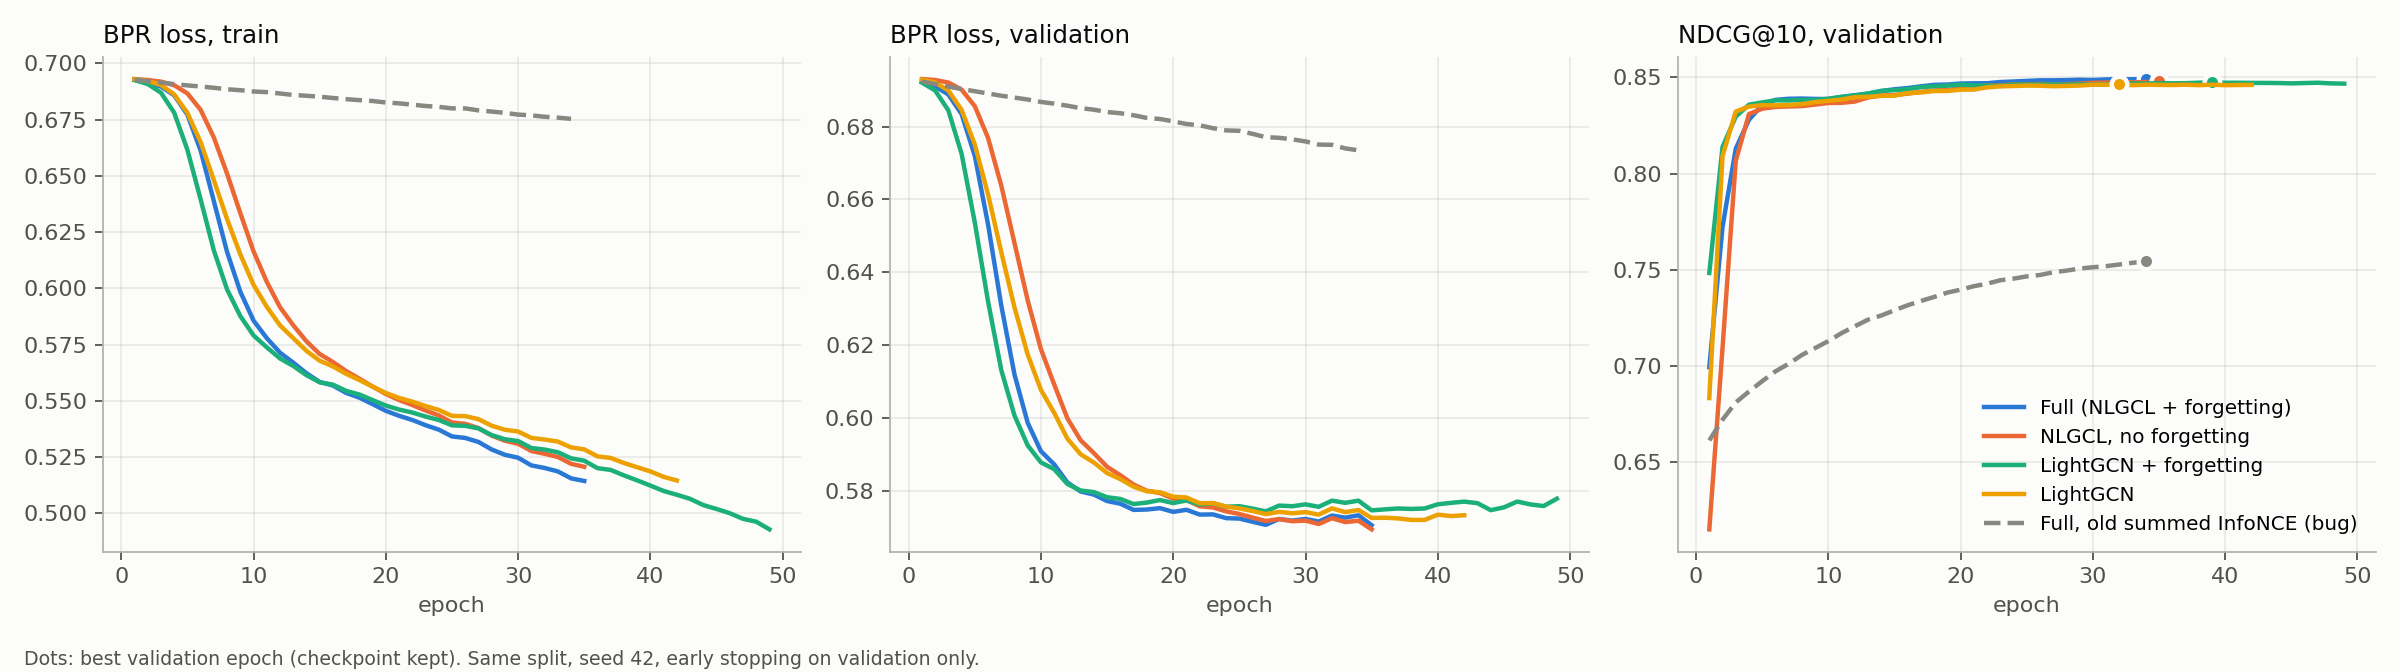 BPR loss, train
0.700
0.675
0.650
0.625
0.600
0.575
0.550
0.525
0.500
0 10 20 30 40 50
epoch
BPR loss, validation
0.68
0.66
0.64
0.62
0.60
0.58
0 10 20 30 40 50
epoch
NDCG@10, validation
0.85
0.80
0.75
0.70
0.65
Full (NLGCL + forgetting)
NLGCL, no forgetting
LightGCN + forgetting
LightGCN
Full, old summed InfoNCE (bug)
0 10 20 30 40 50
epoch
Dots: best validation epoch (checkpoint kept). Same split, seed 42, early stopping on validation only.